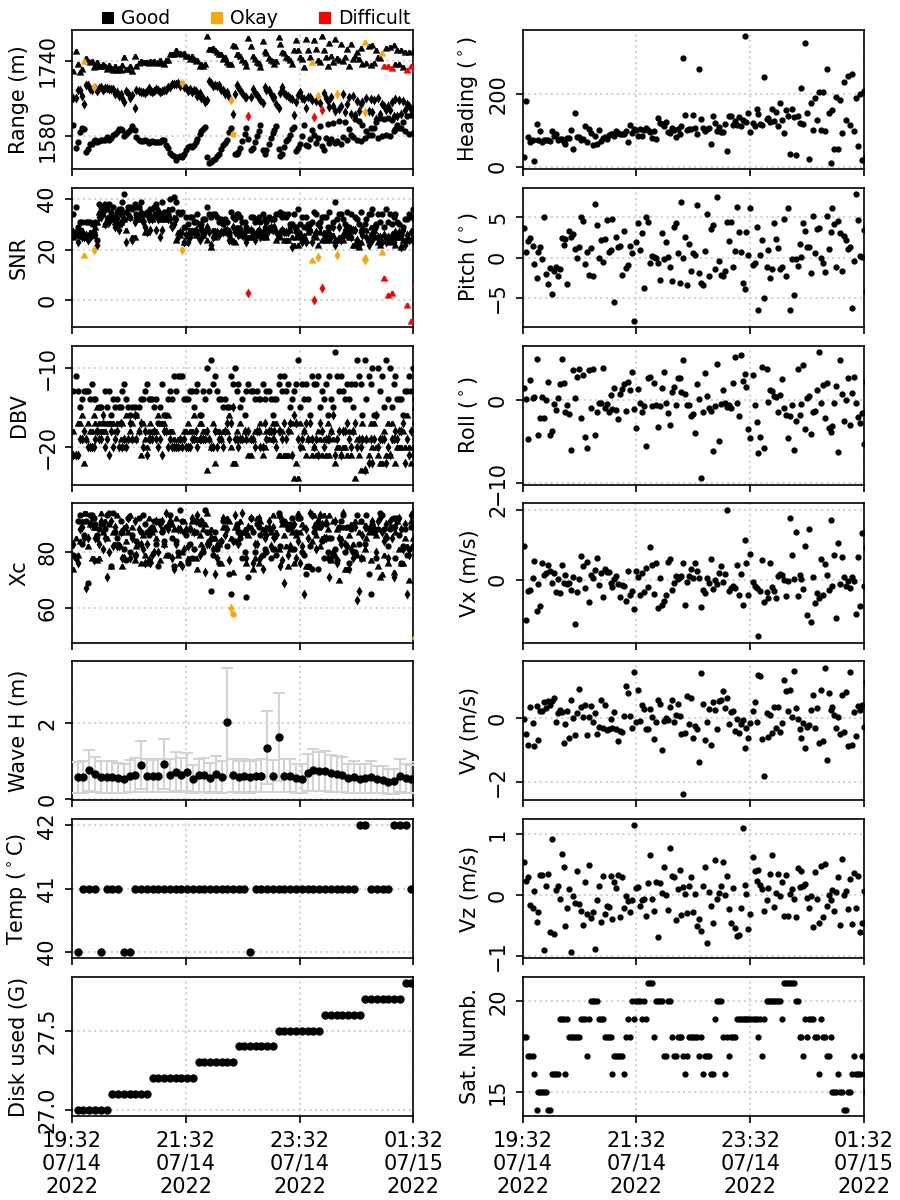 Good Okay Difficult
Range (m)
1740
1580
SNR
40
20
0
DBV
−10
−20
Xc
80
60
Wave H (m)
2
0
Temp (°C)
42
41
40
Disk used (G)
27.5
27.0
19:32 21:32 23:32 01:32
07/14 07/14 07/14 07/15
2022 2022 2022 2022
Heading (°)
200
0
Pitch (°)
5
0
−5
Roll (°)
0
−10
Vx (m/s)
2
0
Vy (m/s)
0
−2
Vz (m/s)
1
0
−1
Sat. Numb.
20
15
19:32 21:32 23:32 01:32
07/14 07/14 07/14 07/15
2022 2022 2022 2022